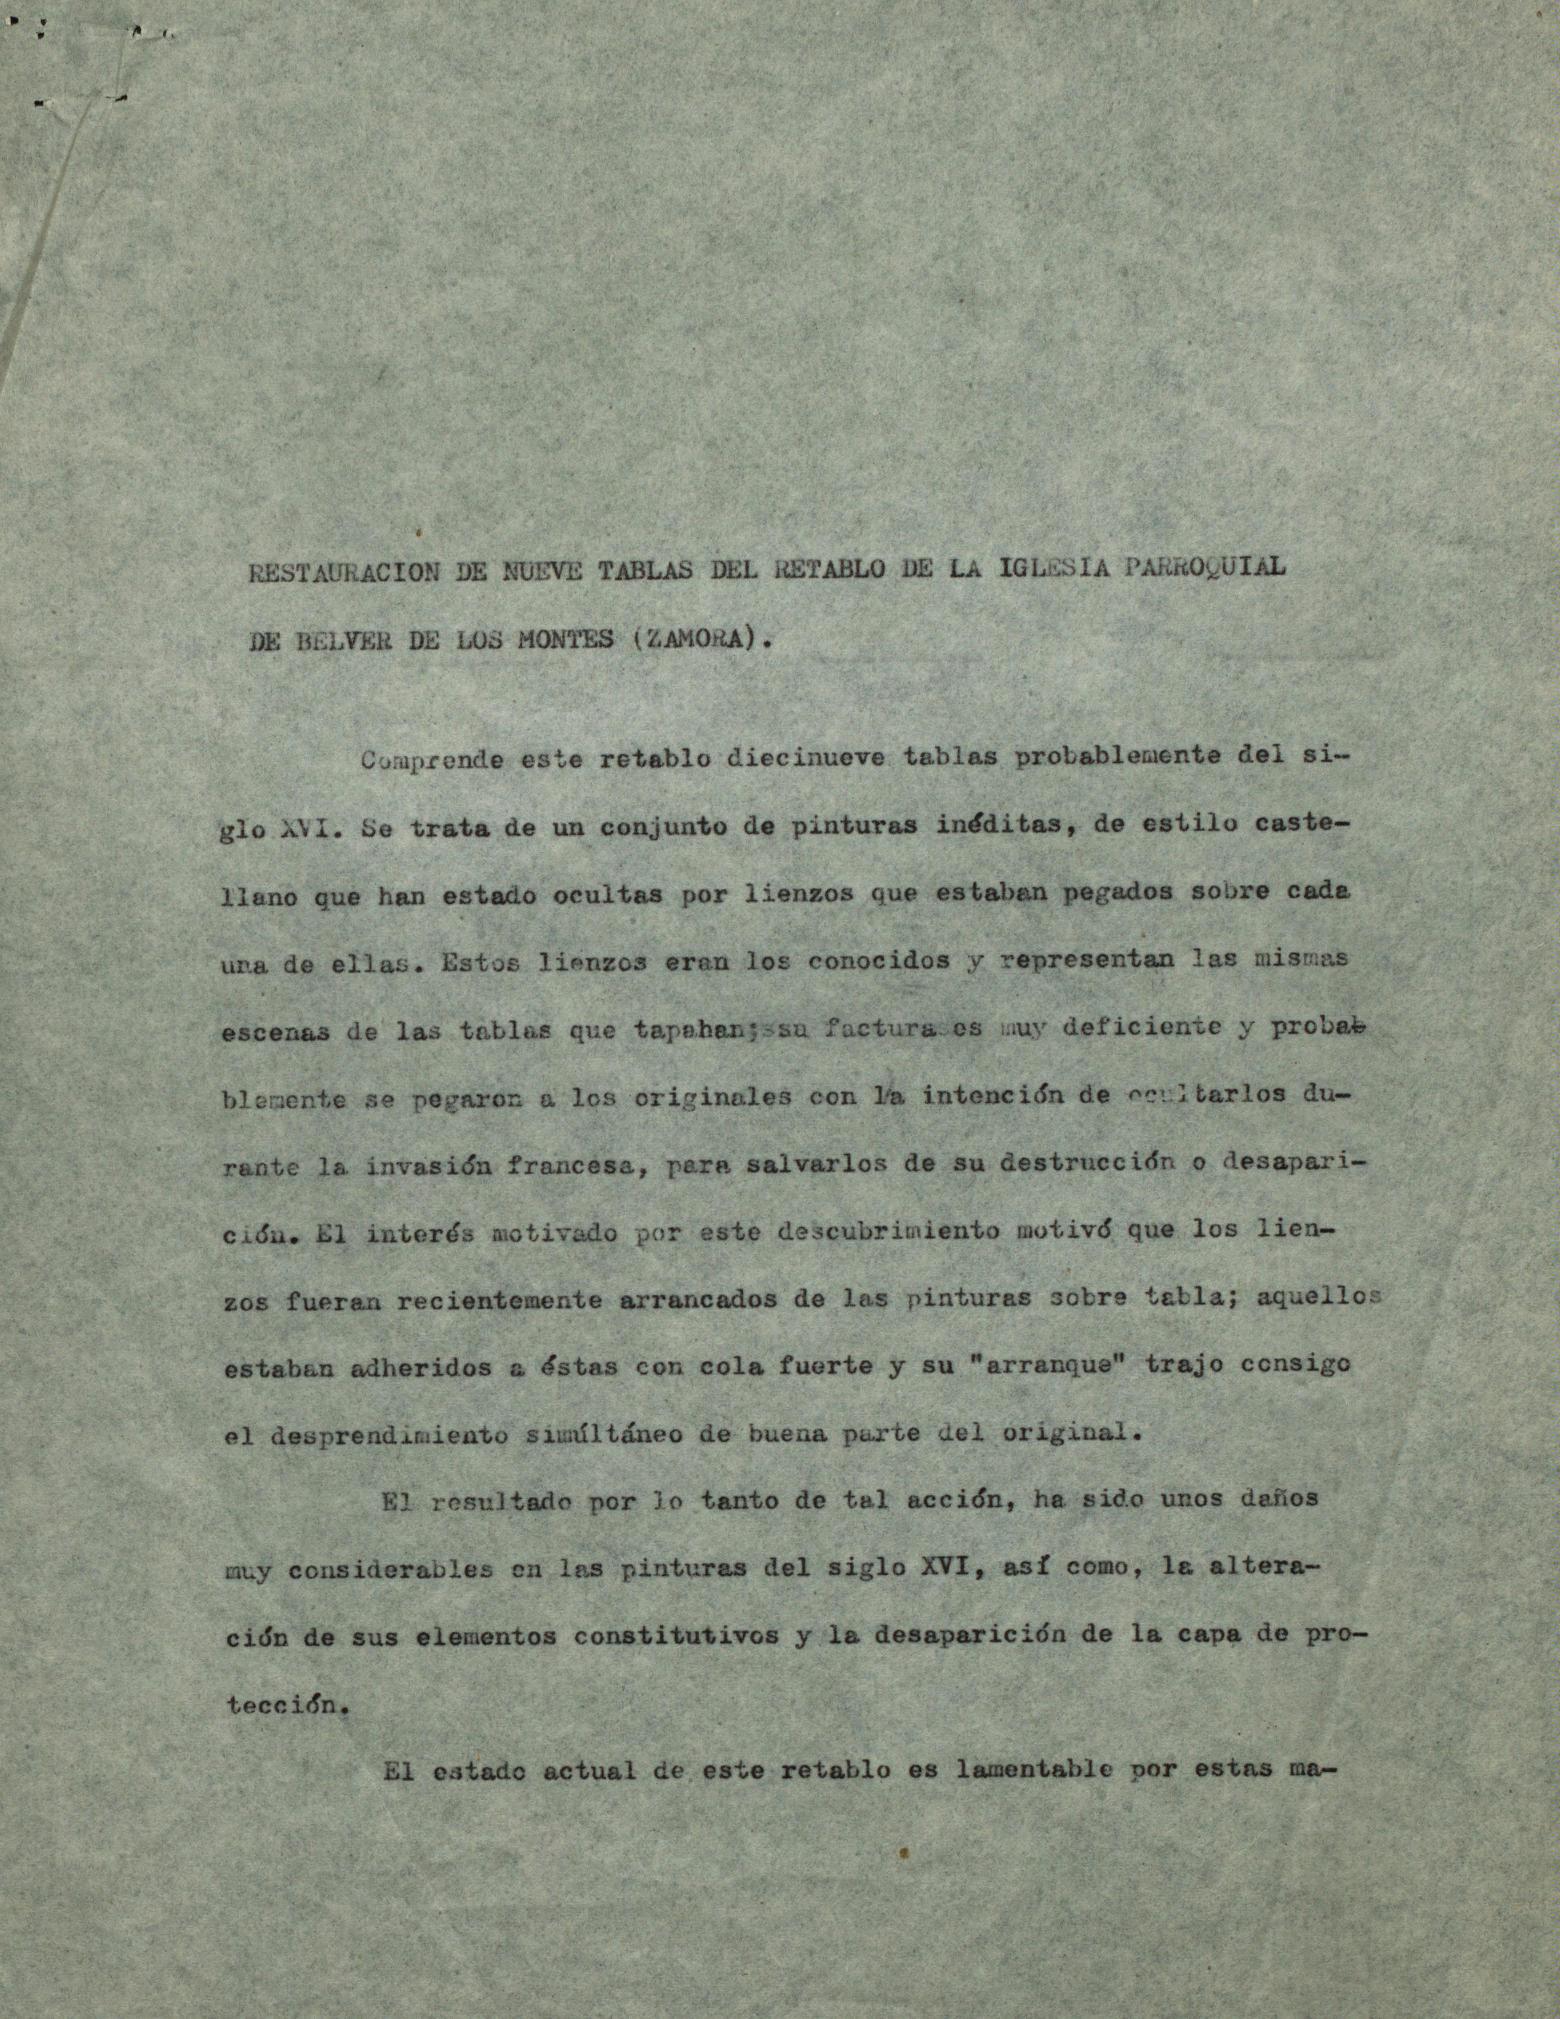 RESTAURACION DE NUEVE TABLAS DEL RETABLO DE LA IGLESIA PARROQUIAL
DE BELVER DE LOS MONTES (ZAMORA).
Comprende este retablo diecinueve tablas probablemente del si-
glo XVI. Se trata de un conjunto de pinturas inéditas, de estilo caste-
llano que han estado ocultas por lienzos que estaban pegados sobre cada
una de ellas. Estos lienzos eran los conocidos y representan las mismas
escenas de las tablas que tapahan; su factura es muy deficiente y probab
blemente se pegaron a los originales con la intención de ocultarlos du-
rante la invasión francesa, para salvarlos de su destrucción o desapari-
ción. El interés motivado por este descubrimiento motivó que los lien-
zos fueran recientemente arrancados de las pinturas sobre tabla; aquellos
estaban adheridos a éstas con cola fuerte y su "arranque" trajo consigo
el desprendimiento simúltáneo de buena parte del original.
El resultado por lo tanto de tal acción, ha sido unos daños
muy considerables en las pinturas del siglo XVI, así como, la altera-
ción de sus elementos constitutivos y la desaparición de la capa de pro-
tección.
El estado actual de este retablo es lamentable por estas ma-